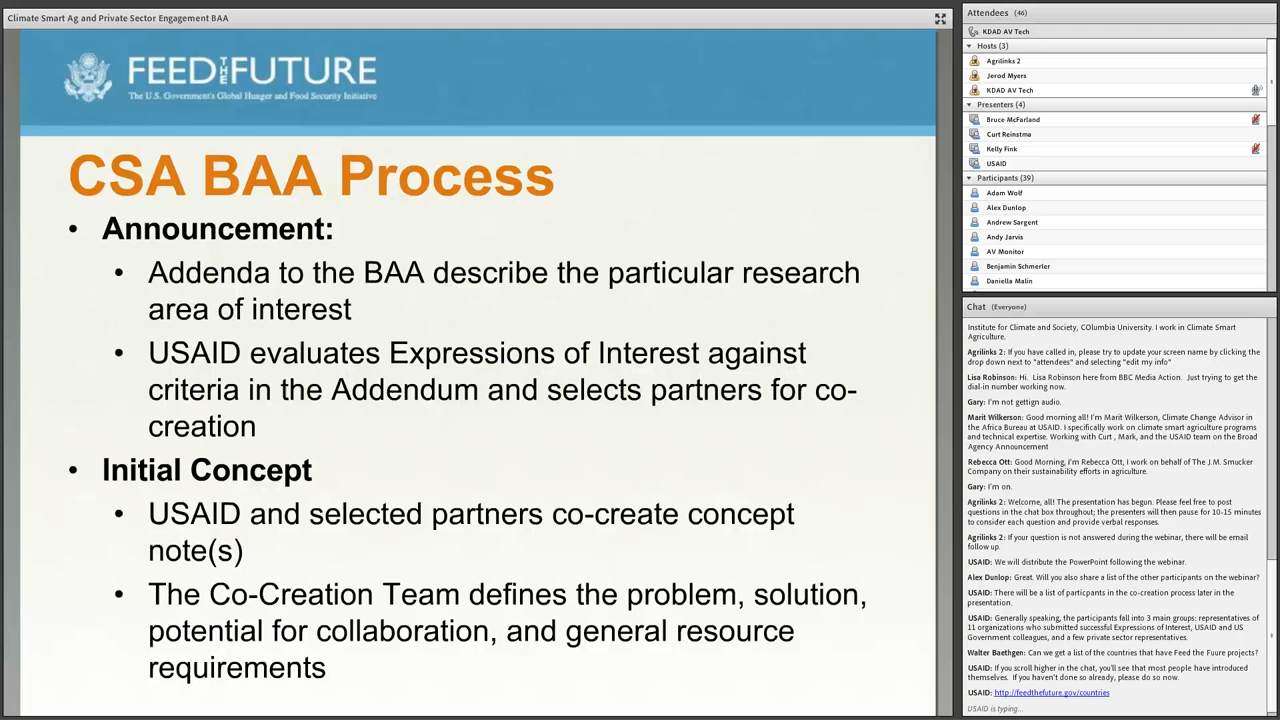 Climate Smart Ag and Private Sector Engagement BAA
FEED THE FUTURE
The U.S. Government's Global Hunger and Food Security Initiative
CSA BAA Process
• Announcement:
• Addenda to the BAA describe the particular research
area of interest
• USAID evaluates Expressions of Interest against
criteria in the Addendum and selects partners for co-
creation
• Initial Concept
• USAID and selected partners co-create concept
note(s)
• The Co-Creation Team defines the problem, solution,
potential for collaboration, and general resource
requirements
Attendees (46)
KDAD AV Tech
Hosts (3)
Agrilinks 2
Jerod Myers
KDAD AV Tech
Presenters (4)
Bruce McFarland
Curt Reinstma
Kelly Fink
USAID
Participants (39)
Adam Wolf
Alex Dunlop
Andrew Sargent
Andy Jarvis
AV Monitor
Benjamin Schmerler
Daniella Malin
Chat (Everyone)
Institute for Climate and Society, COlumbia University. I work in Climate Smart
Agriculture.
Agrilinks 2: If you have called in, please try to update your screen name by clicking the
drop down next to "attendees" and selecting "edit my info"
Lisa Robinson: Hi. Lisa Robinson here from BBC Media Action. Just trying to get the
dial-in number working now.
Gary: I'm not gettign audio.
Marit Wilkerson: Good morning all! I'm Marit Wilkerson, Climate Change Advisor in
the Africa Bureau at USAID. I specifically work on climate smart agriculture programs
and technical expertise. Working with Curt , Mark, and the USAID team on the Broad
Agency Announcement
Rebecca Ott: Good Morning, I'm Rebecca Ott, I work on behalf of The J.M. Smucker
Company on their sustainability efforts in agriculture.
Gary: I'm on.
Agrilinks 2: Welcome, all! The presentation has begun. Please feel free to post
questions in the chat box throughout; the presenters will then pause for 10-15 minutes
to consider each question and provide verbal responses.
Agrilinks 2: If your question is not answered during the webinar, there will be email
follow up.
USAID: We will distribute the PowerPoint following the webinar.
Alex Dunlop: Great. Will you also share a list of the other participants on the webinar?
USAID: There will be a list of partcipants in the co-creation process later in the
presentation.
USAID: Generally speaking, the participants fall into 3 main groups: representatives of
11 organizations who submitted successful Expressions of Interest, USAID and US
Government colleagues, and a few private sector representatives.
Walter Baethgen: Can we get a list of the countries that have Feed the Fuure projects?
USAID: If you scroll higher in the chat, you'll see that most people have introduced
themselves. If you haven't done so already, please do so now.
USAID: http://feedthefuture.gov/countries
USAID is typing...